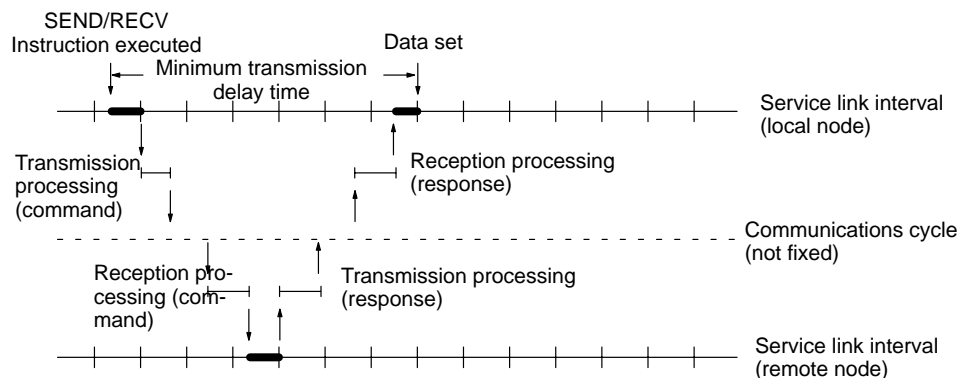 SEND/RECV
Instruction executed
Data set
Minimum transmission
delay time
Service link interval
(local node)
Transmission
processing
(command)
Reception processing
(response)
Communications cycle
(not fixed)
Reception pro-
cessing (com-
mand)
Transmission processing
(response)
Service link interval
(remote node)